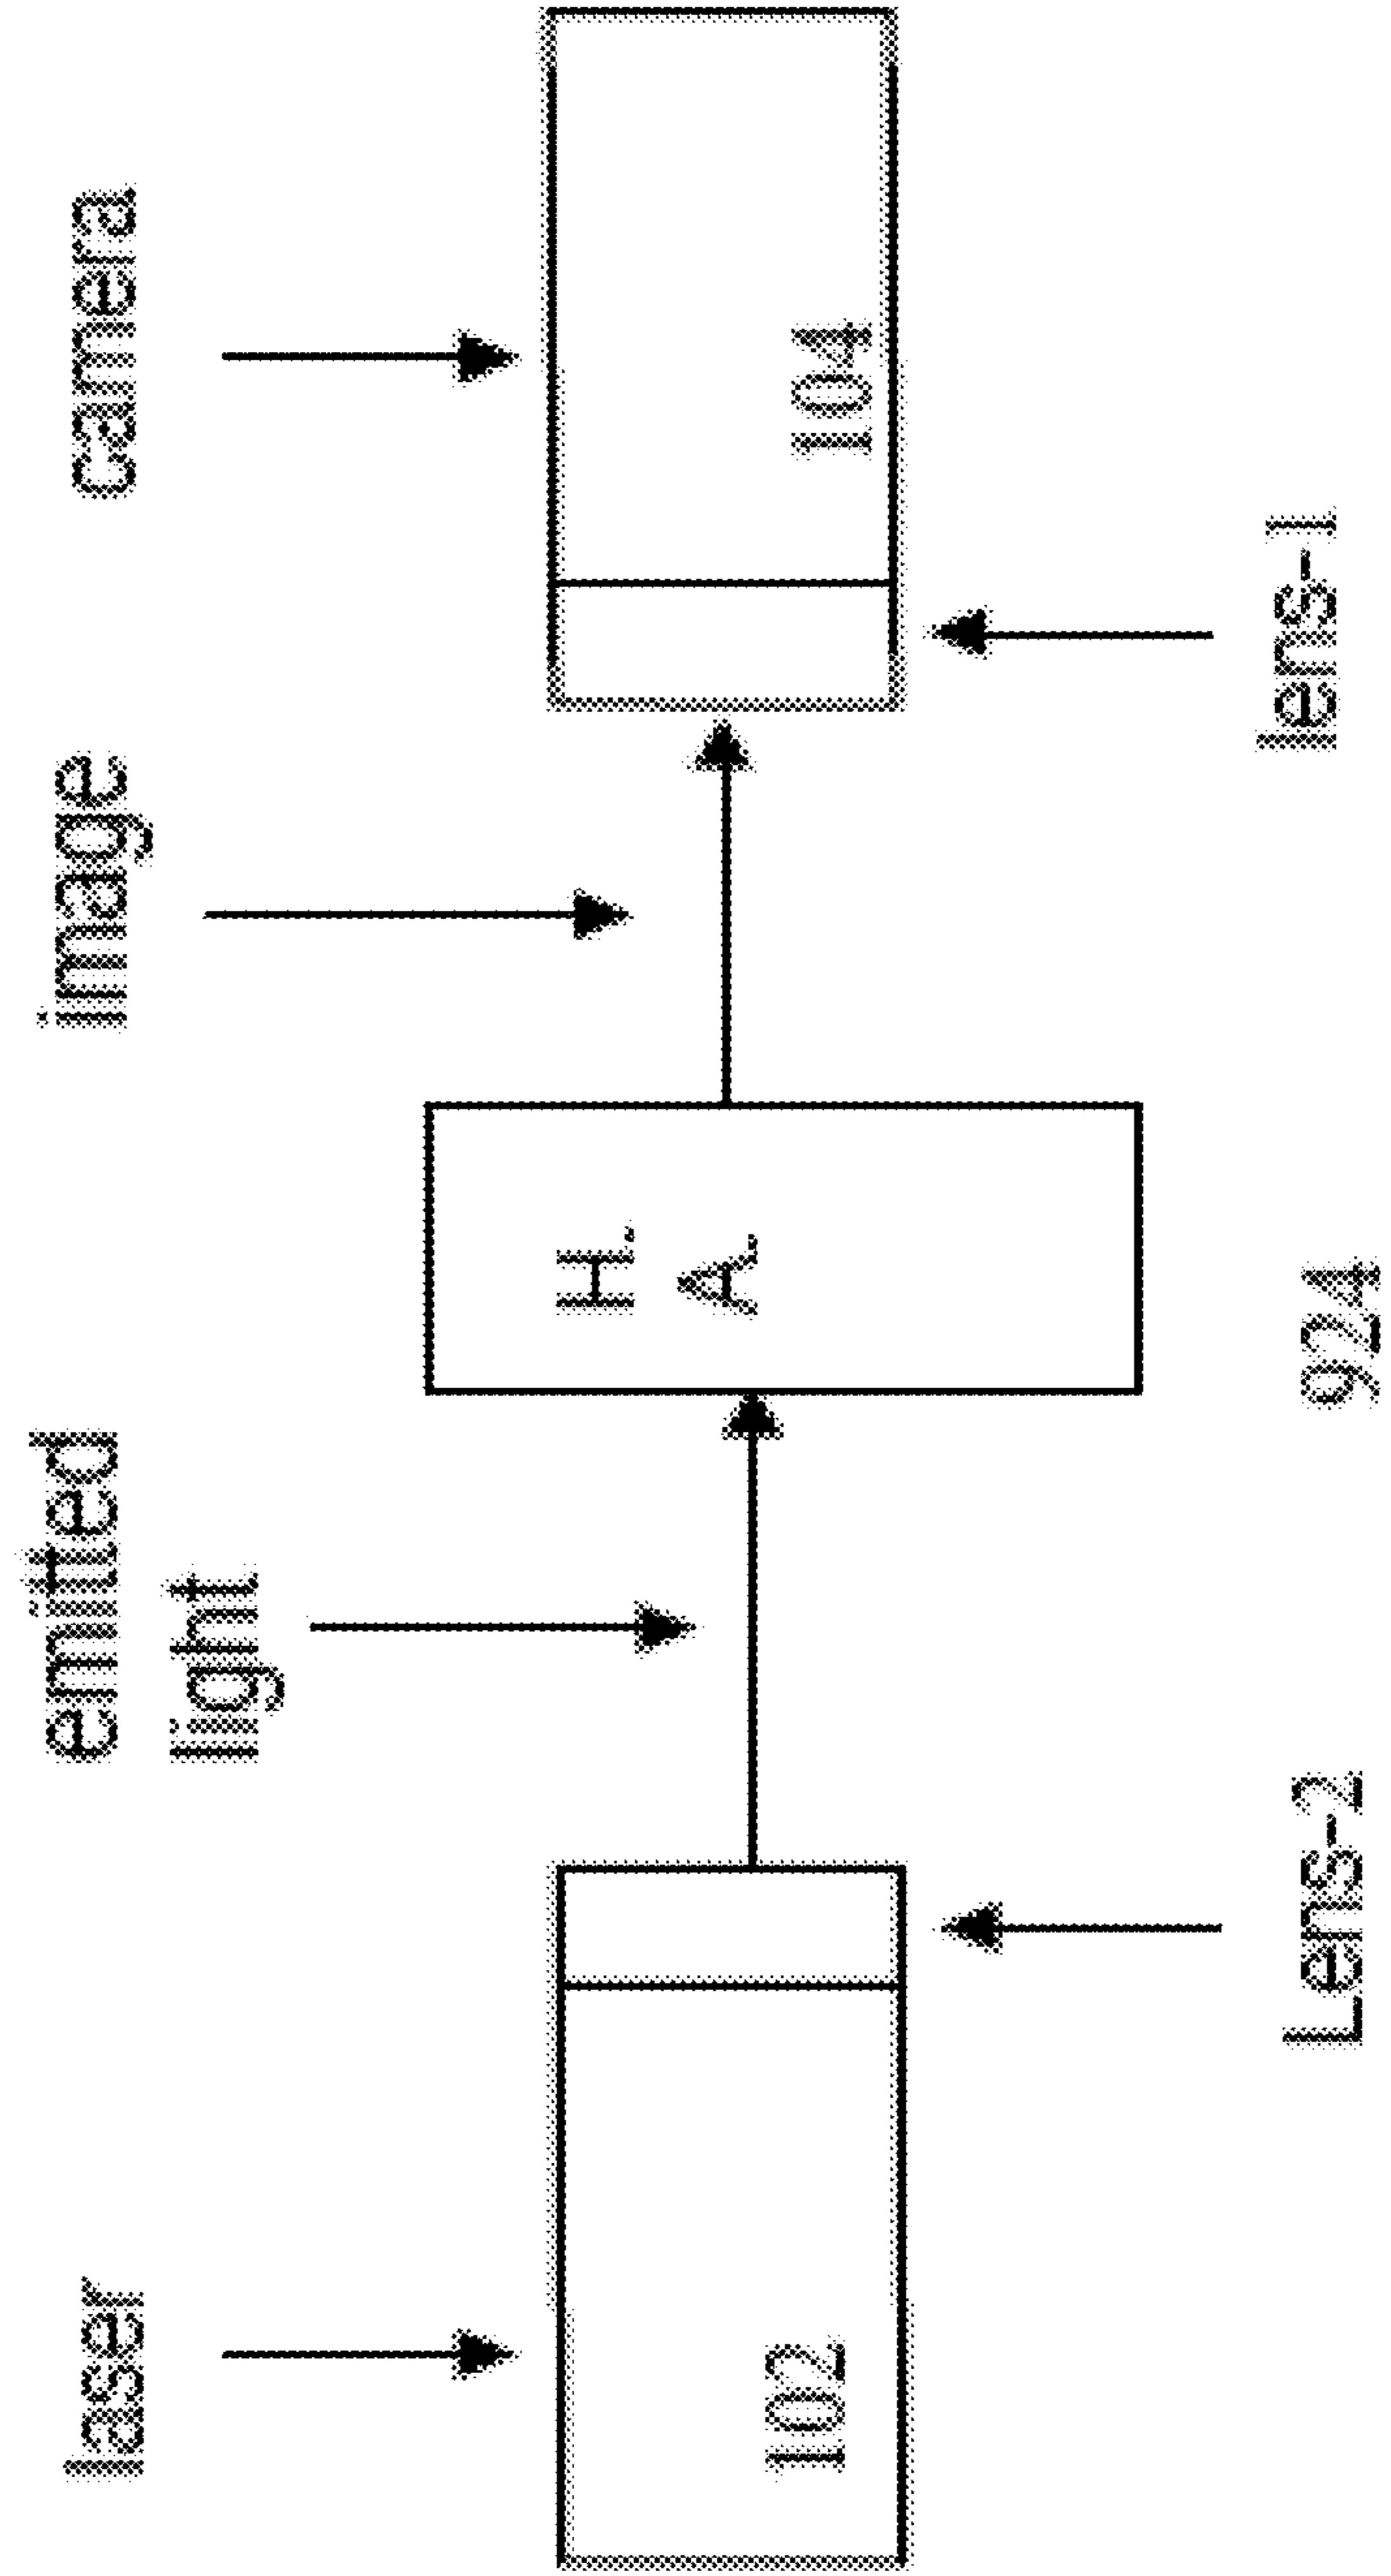 laser
emitted
light
image
camera
102
H.
A.
104
Lens-2
924
lens-1